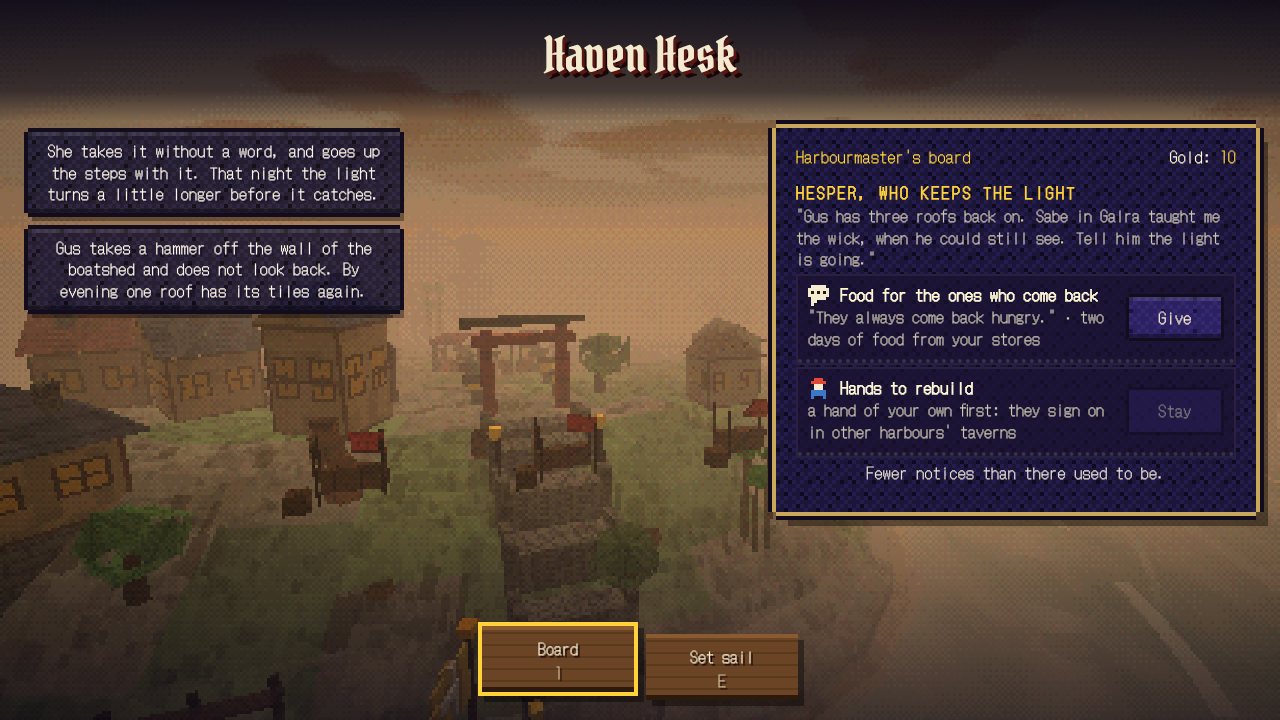 Haven Hesk
She takes it without a word, and goes up
the steps with it. That night the light
turns a little longer before it catches.
Gus takes a hammer off the wall of the
boatshed and does not look back. By
evening one roof has its tiles again.
Harbourmaster's board
Gold: 10
HESPER, WHO KEEPS THE LIGHT
"Gus has three roofs back on. Sabe in Galra taught me
the wick, when he could still see. Tell him the light
is going."
Food for the ones who come back
"They always come back hungry." · two
days of food from your stores
Give
Hands to rebuild
a hand of your own first: they sign on
in other harbours' taverns
Stay
Fewer notices than there used to be.
Board
1
Set sail
E